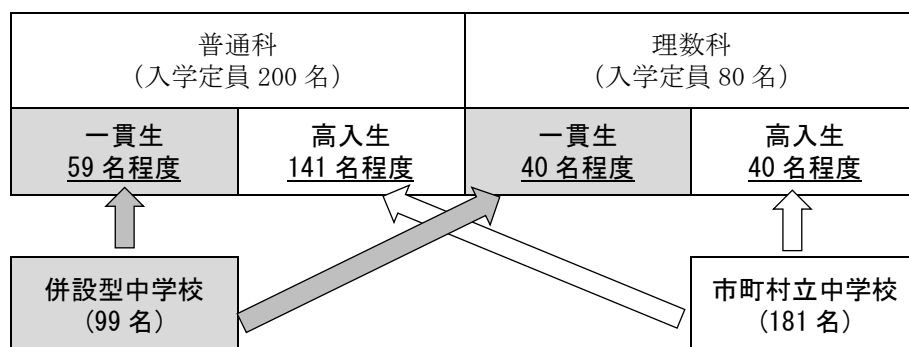 普通科
（入学定員 200 名）
理数科
（入学定員 80 名）
一貫生
59 名程度
高入生
141 名程度
一貫生
40 名程度
高入生
40 名程度
併設型中学校
(99 名)
市町村立中学校
(181 名)